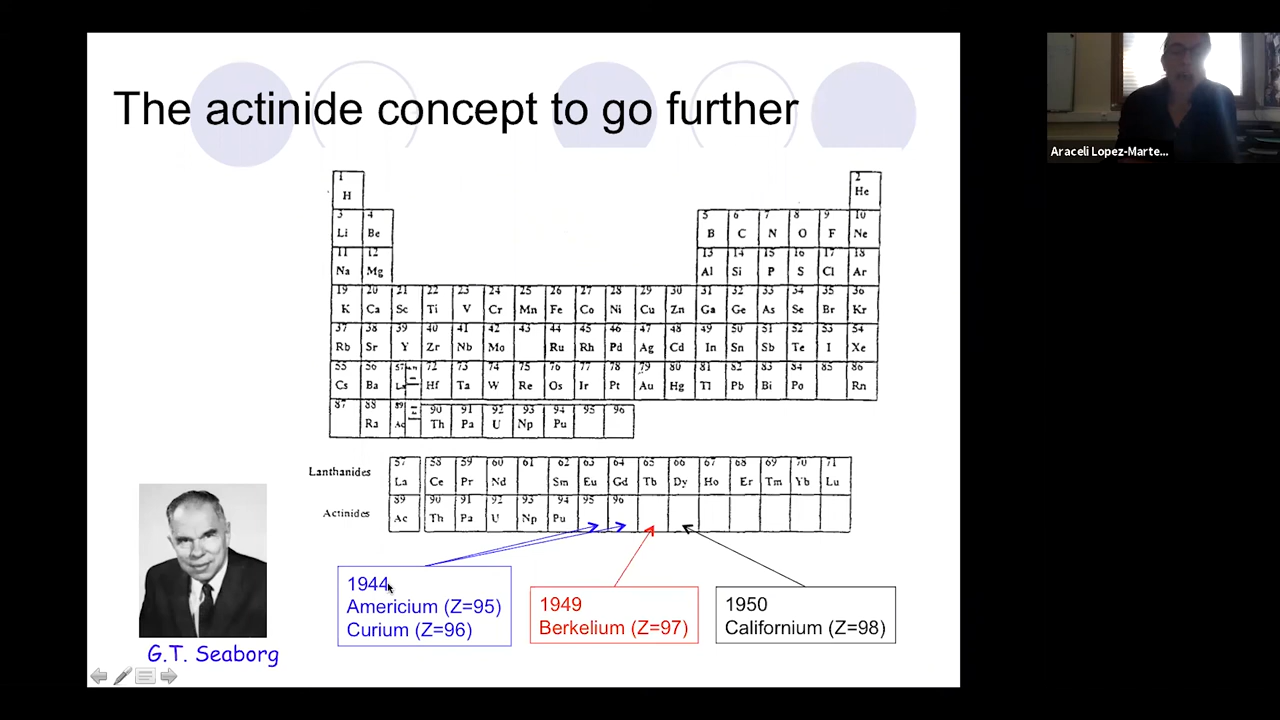 The actinide concept to go further
Araceli Lopez-Marte...
1 2
H He
3 4 5 6 7 8 9 10
Li Be B C N O F Ne
11 12 13 14 15 16 17 18
Na Mg Al Si P S Cl Ar
19 20 21 22 23 24 25 26 27 28 29 30 31 32 33 34 35 36
K Ca Sc Ti V Cr Mn Fe Co Ni Cu Zn Ga Ge As Se Br Kr
37 38 39 40 41 42 43 44 45 46 47 48 49 50 51 52 53 54
Rb Sr Y Zr Nb Mo Ru Rh Pd Ag Cd In Sn Sb Te I Xe
55 56 57 72 73 74 75 76 77 78 79 80 81 82 83 84 85 86
Cs Ba La Hf Ta W Re Os Ir Pt Au Hg Tl Pb Bi Po Rn
87 88 89 90 91 92 93 94 95 96
Ra Ac Th Pa U Np Pu
57 58 59 60 61 62 63 64 65 66 67 68 69 70 71
Lanthanides La Ce Pr Nd Sm Eu Gd Tb Dy Ho Er Tm Yb Lu
89 90 91 92 93 94 95 96
Actinides Ac Th Pa U Np Pu
1944
Americium (Z=95)
Curium (Z=96)
1949
Berkelium (Z=97)
1950
Californium (Z=98)
G.T. Seaborg